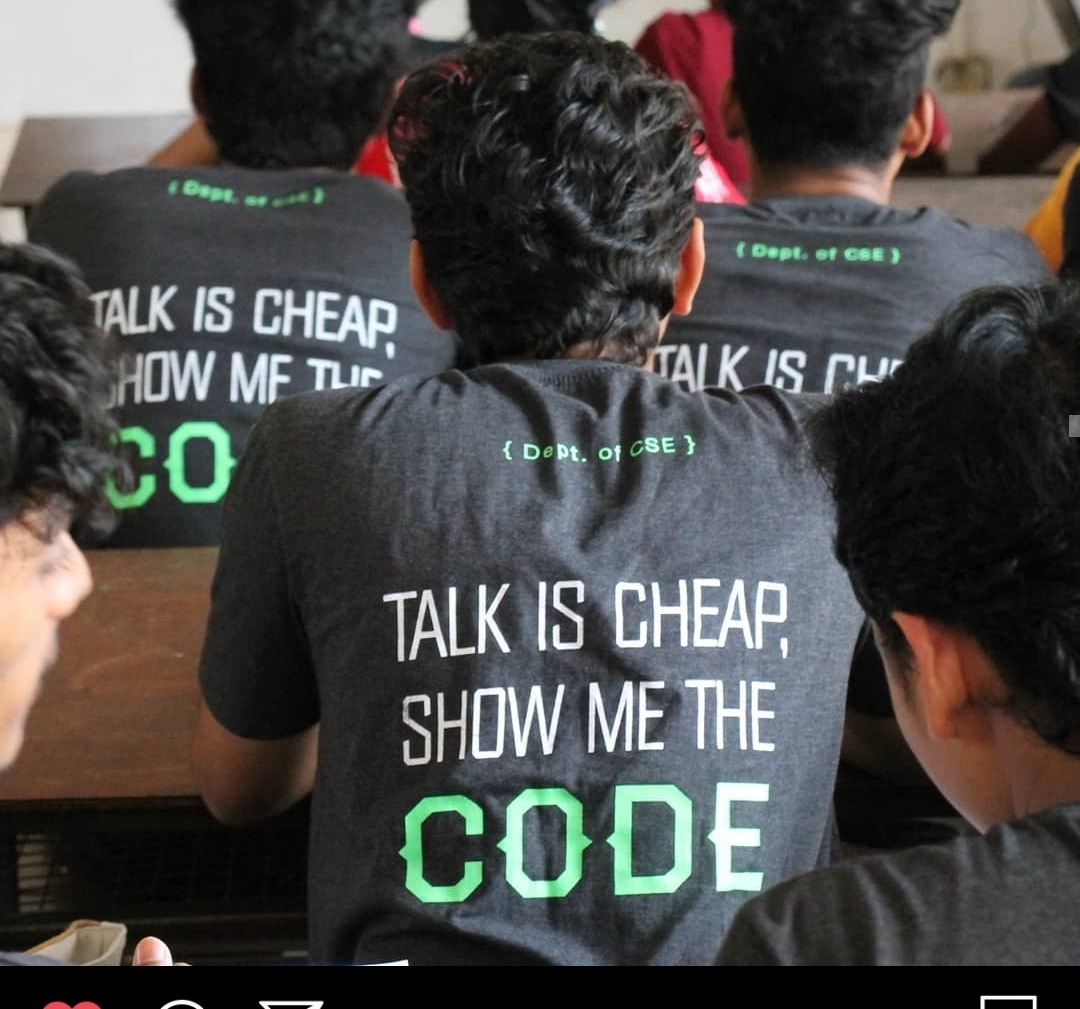 { Dept. of CSE }
TALK IS CHEAP,
SHOW ME THE
CO
{ Dept. of CSE }
TALK IS
{ Dept. of CSE }
TALK IS CHEAP,
SHOW ME THE
CODE